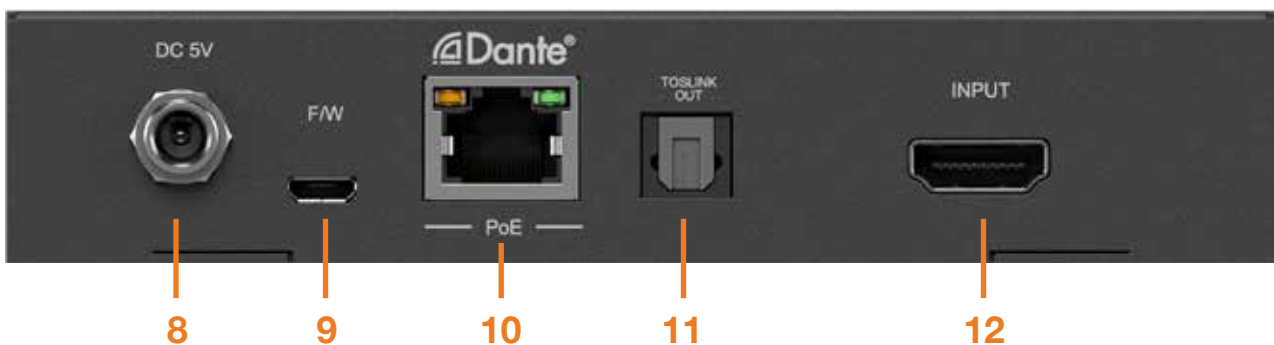 DC 5V
F/W
Dante®
PoE
TOSLINK
OUT
INPUT
8
9
10
11
12